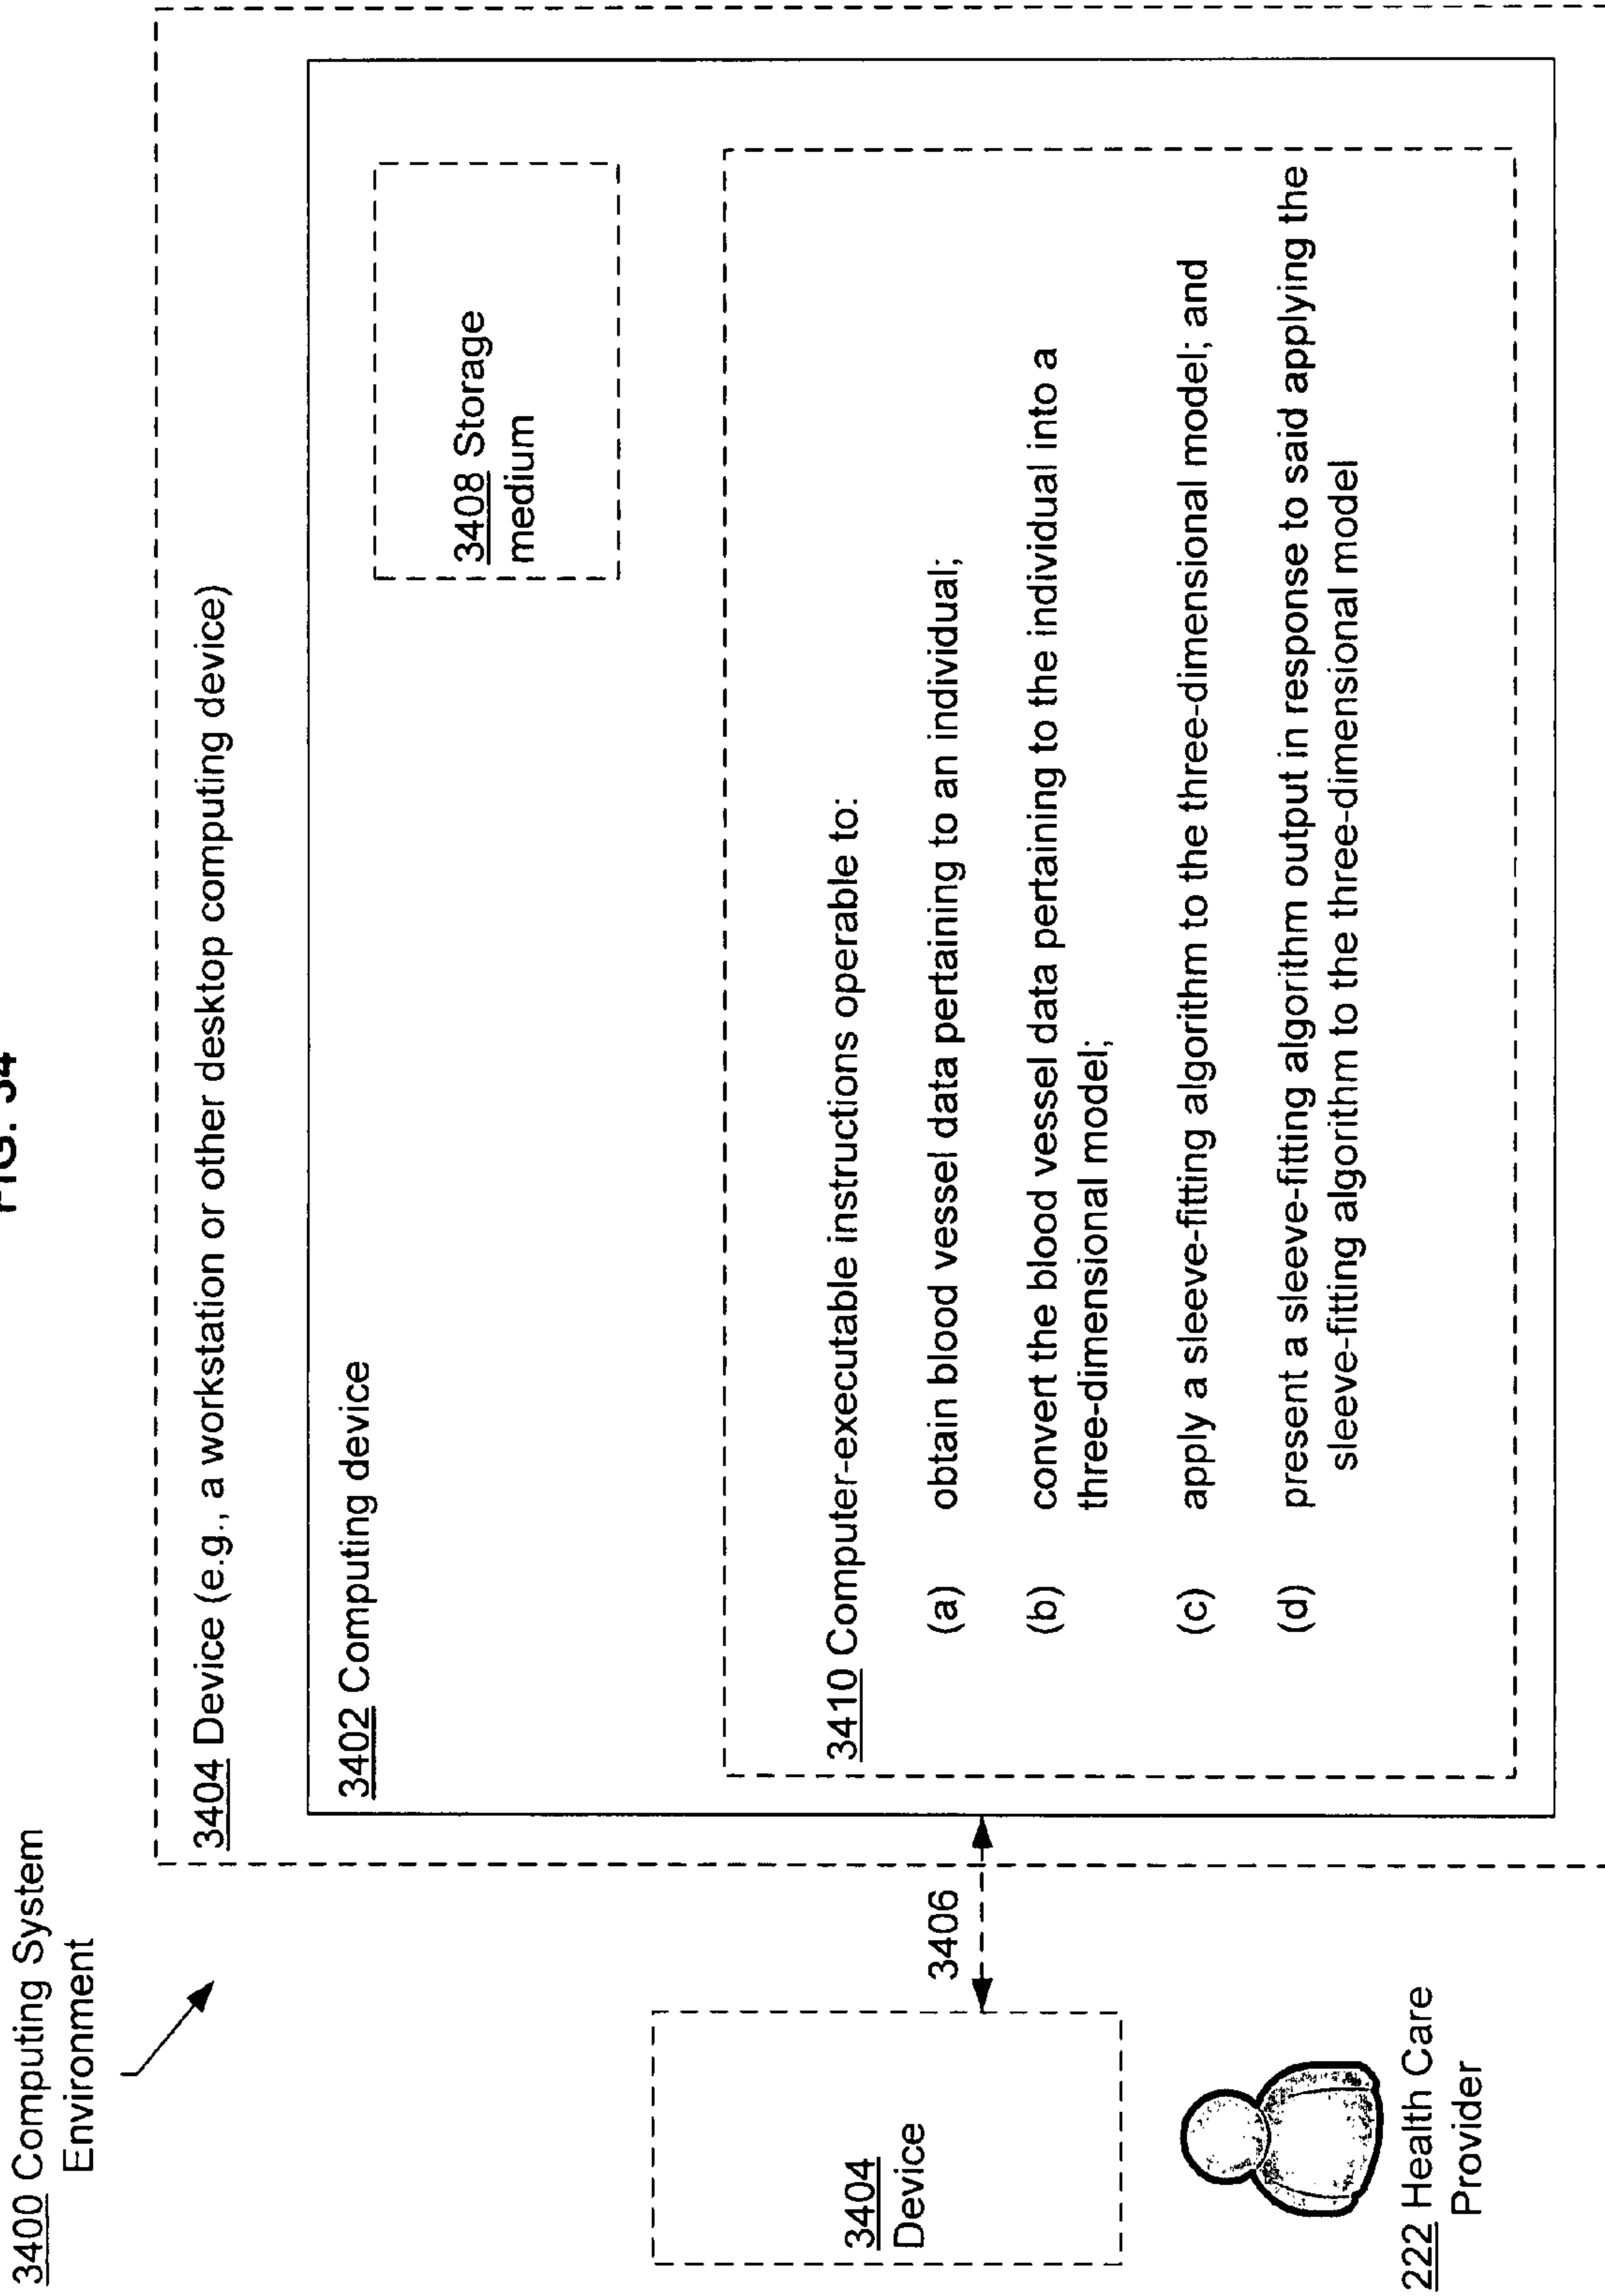 FIG. 34
3400 Computing System
Environment
3404 Device (e.g., a workstation or other desktop computing device)
3402 Computing device
3408 Storage
medium
3410 Computer-executable instructions operable to:
(a) obtain blood vessel data pertaining to an individual;
(b) convert the blood vessel data pertaining to the individual into a
three-dimensional model;
(c) apply a sleeve-fitting algorithm to the three-dimensional model; and
(d) present a sleeve-fitting algorithm output in response to said applying the
sleeve-fitting algorithm to the three-dimensional model
3406
3404
Device
222 Health Care
Provider